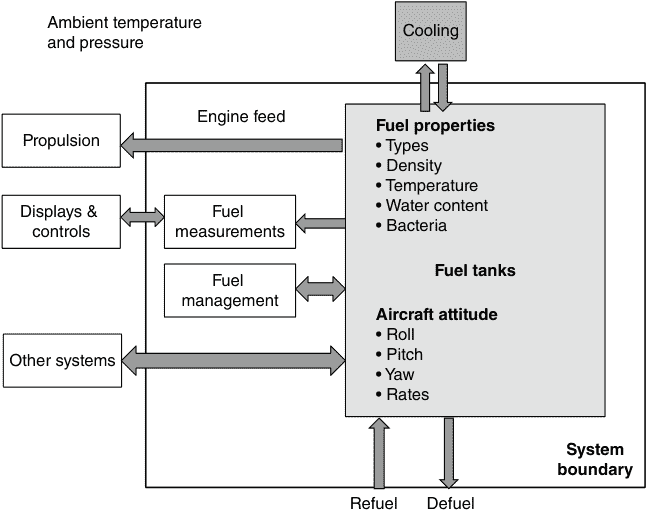 Ambient temperature
and pressure
Cooling
Engine feed
Propulsion
Fuel properties
• Types
• Density
• Temperature
• Water content
• Bacteria
Displays &
controls
Fuel
measurements
Fuel
management
Fuel tanks
Aircraft attitude
• Roll
• Pitch
• Yaw
• Rates
Other systems
System
boundary
Refuel
Defuel